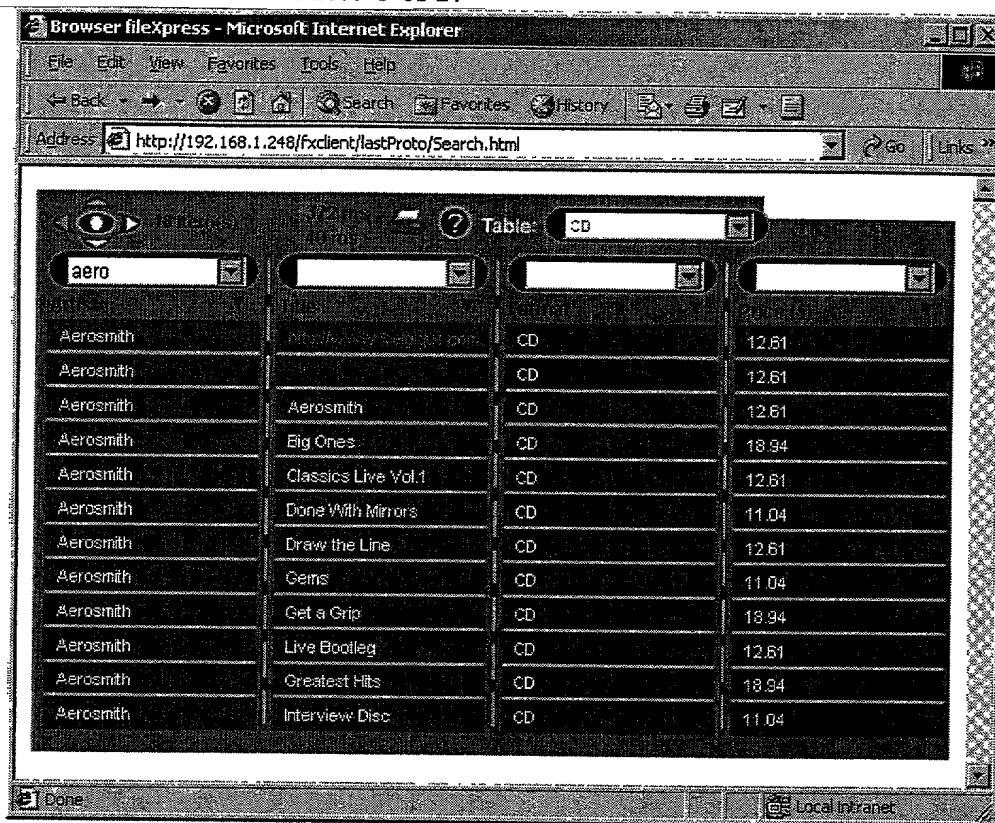 Browser fileXpress - Microsoft Internet Explorer
File Edit View Favorites Tools Help
Back Search Favorites History
Address http://192.168.1.248/fxclient/lastProto/Search.html Go Links »
? Table: CD
aero
Aerosmith CD 12.61
Aerosmith CD 12.61
Aerosmith Aerosmith CD 12.61
Aerosmith Big Ones CD 18.94
Aerosmith Classics Live Vol.1 CD 12.61
Aerosmith Done With Mirrors CD 11.04
Aerosmith Draw the Line CD 12.61
Aerosmith Gems CD 11.04
Aerosmith Get a Grip CD 18.94
Aerosmith Live Bootleg CD 12.61
Aerosmith Greatest Hits CD 18.94
Aerosmith Interview Disc CD 11.04
Done Local intranet